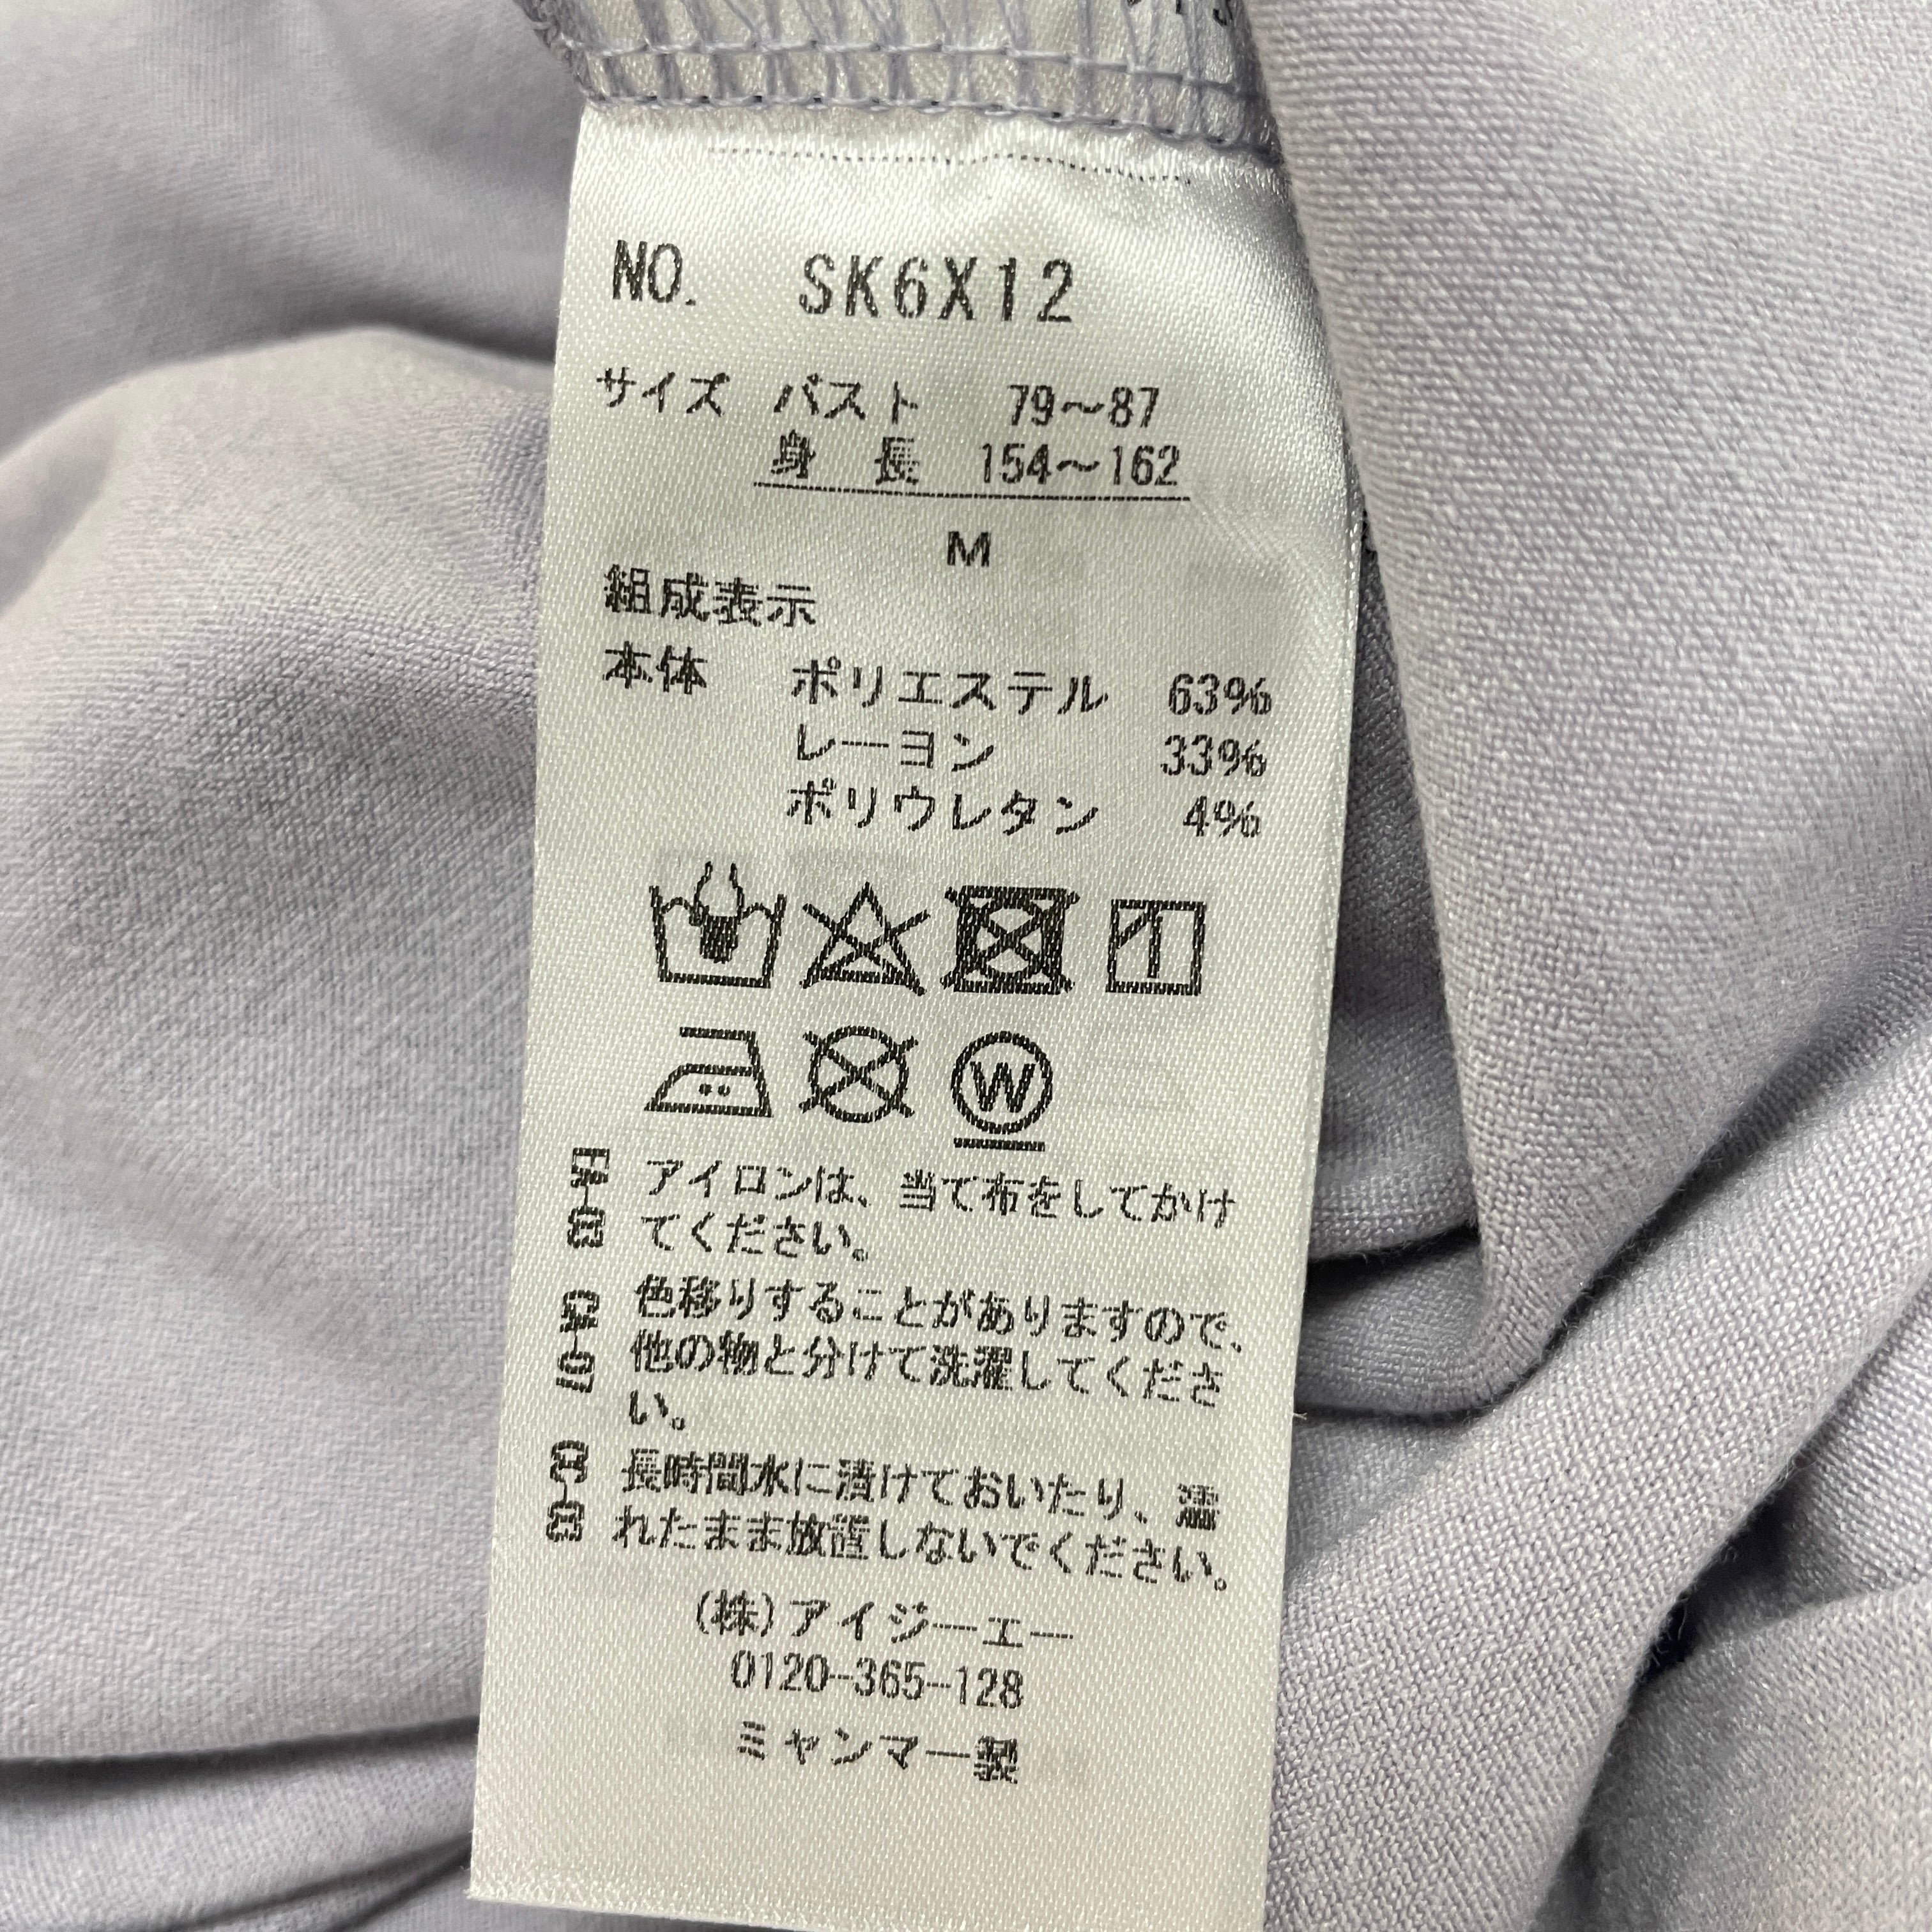 NO. SK6X12
サイズ バスト 79～87
身 長 154～162
M
組成表示
本体 ポリエステル 63%
レーヨン 33%
ポリウレタン 4%
W
アイロンは、当て布をしてかけ
てください。
色移りすることがありますので、
他の物と分けて洗濯してくださ
い。
長時間水に漬けておいたり、濡
れたまま放置しないでください。
(株)アイジーエー
0120-365-128
ミャンマー製